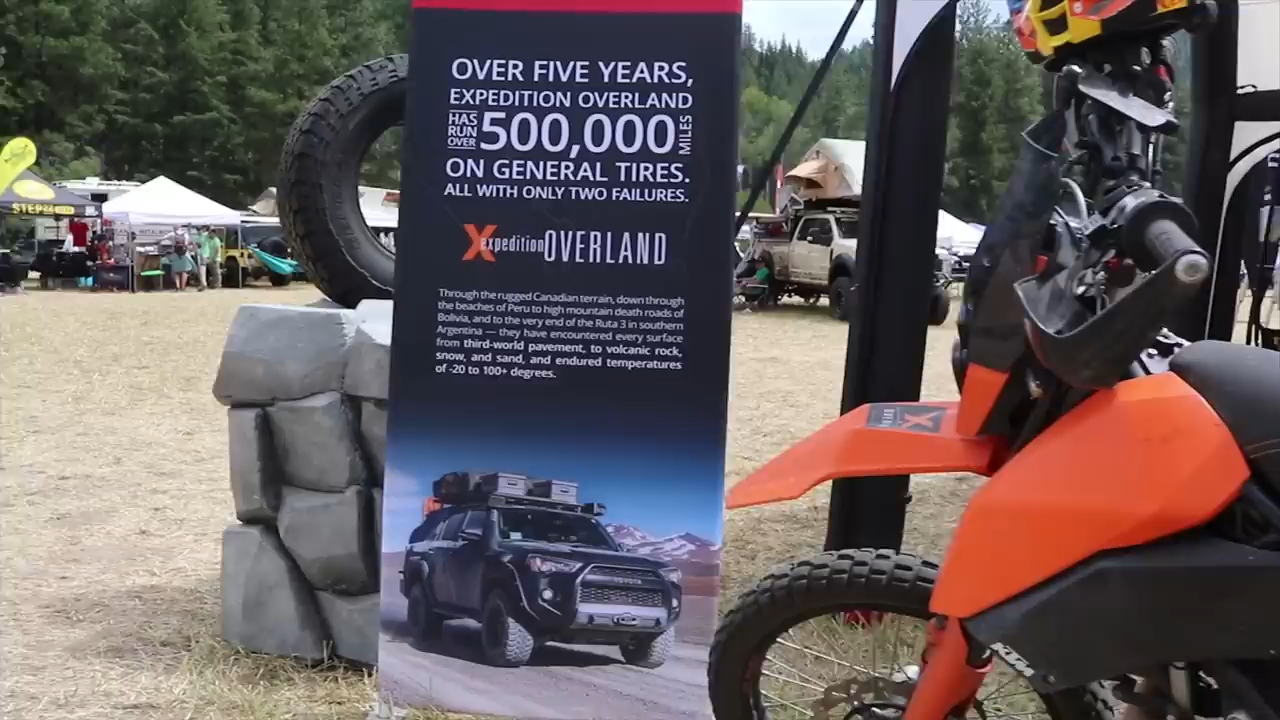 OVER FIVE YEARS,
EXPEDITION OVERLAND
HAS RUN OVER 500,000 MILES
ON GENERAL TIRES.
ALL WITH ONLY TWO FAILURES.
Xexpedition OVERLAND
Through the rugged Canadian terrain, down through
the beaches of Peru to high mountain death roads of
Bolivia, and to the very end of the Ruta 3 in southern
Argentina — they have encountered every surface
from third-world pavement, to volcanic rock,
snow, and sand, and endured temperatures
of -20 to 100+ degrees.
TOYOTA
STEP22
KTM